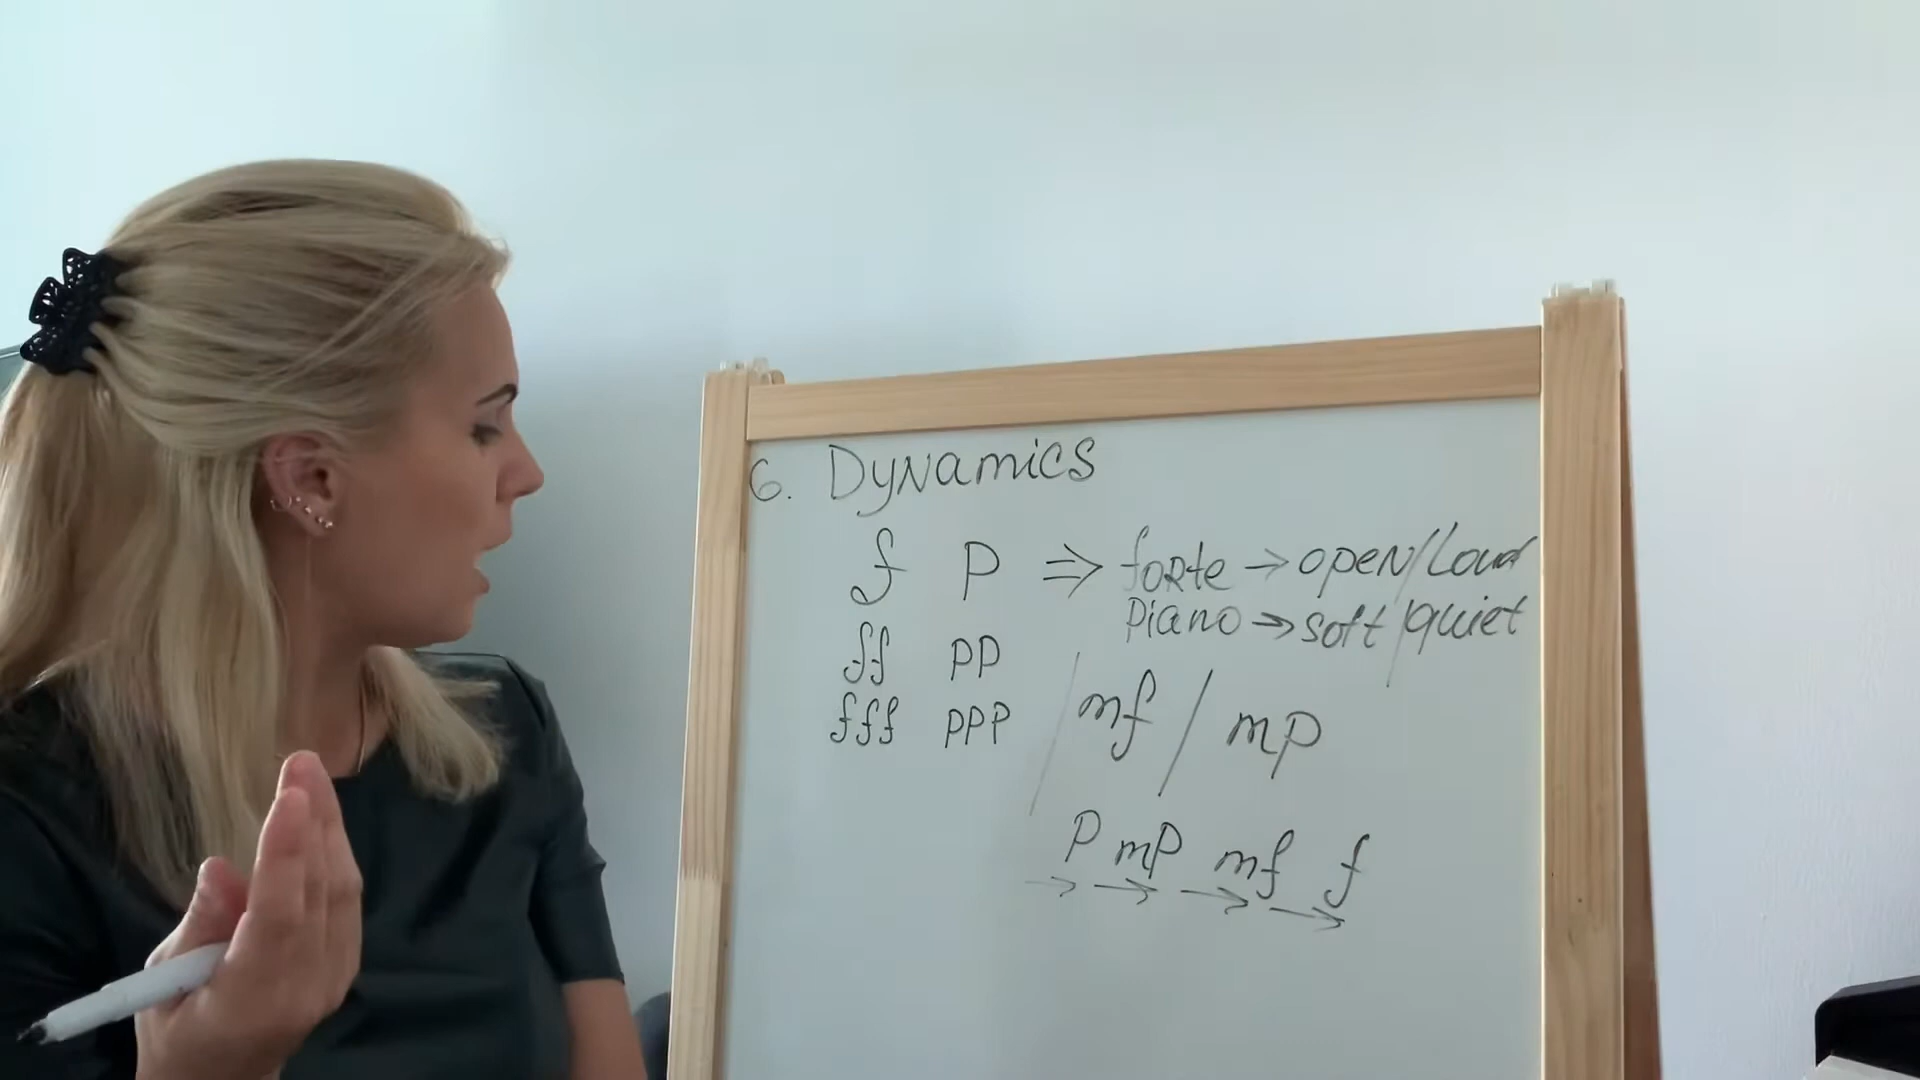 6. Dynamics
f p ⇒ forte → open/Loud
piano → soft/quiet
ff pp
fff ppp / mf / mp
p mp mf f
→ → → →